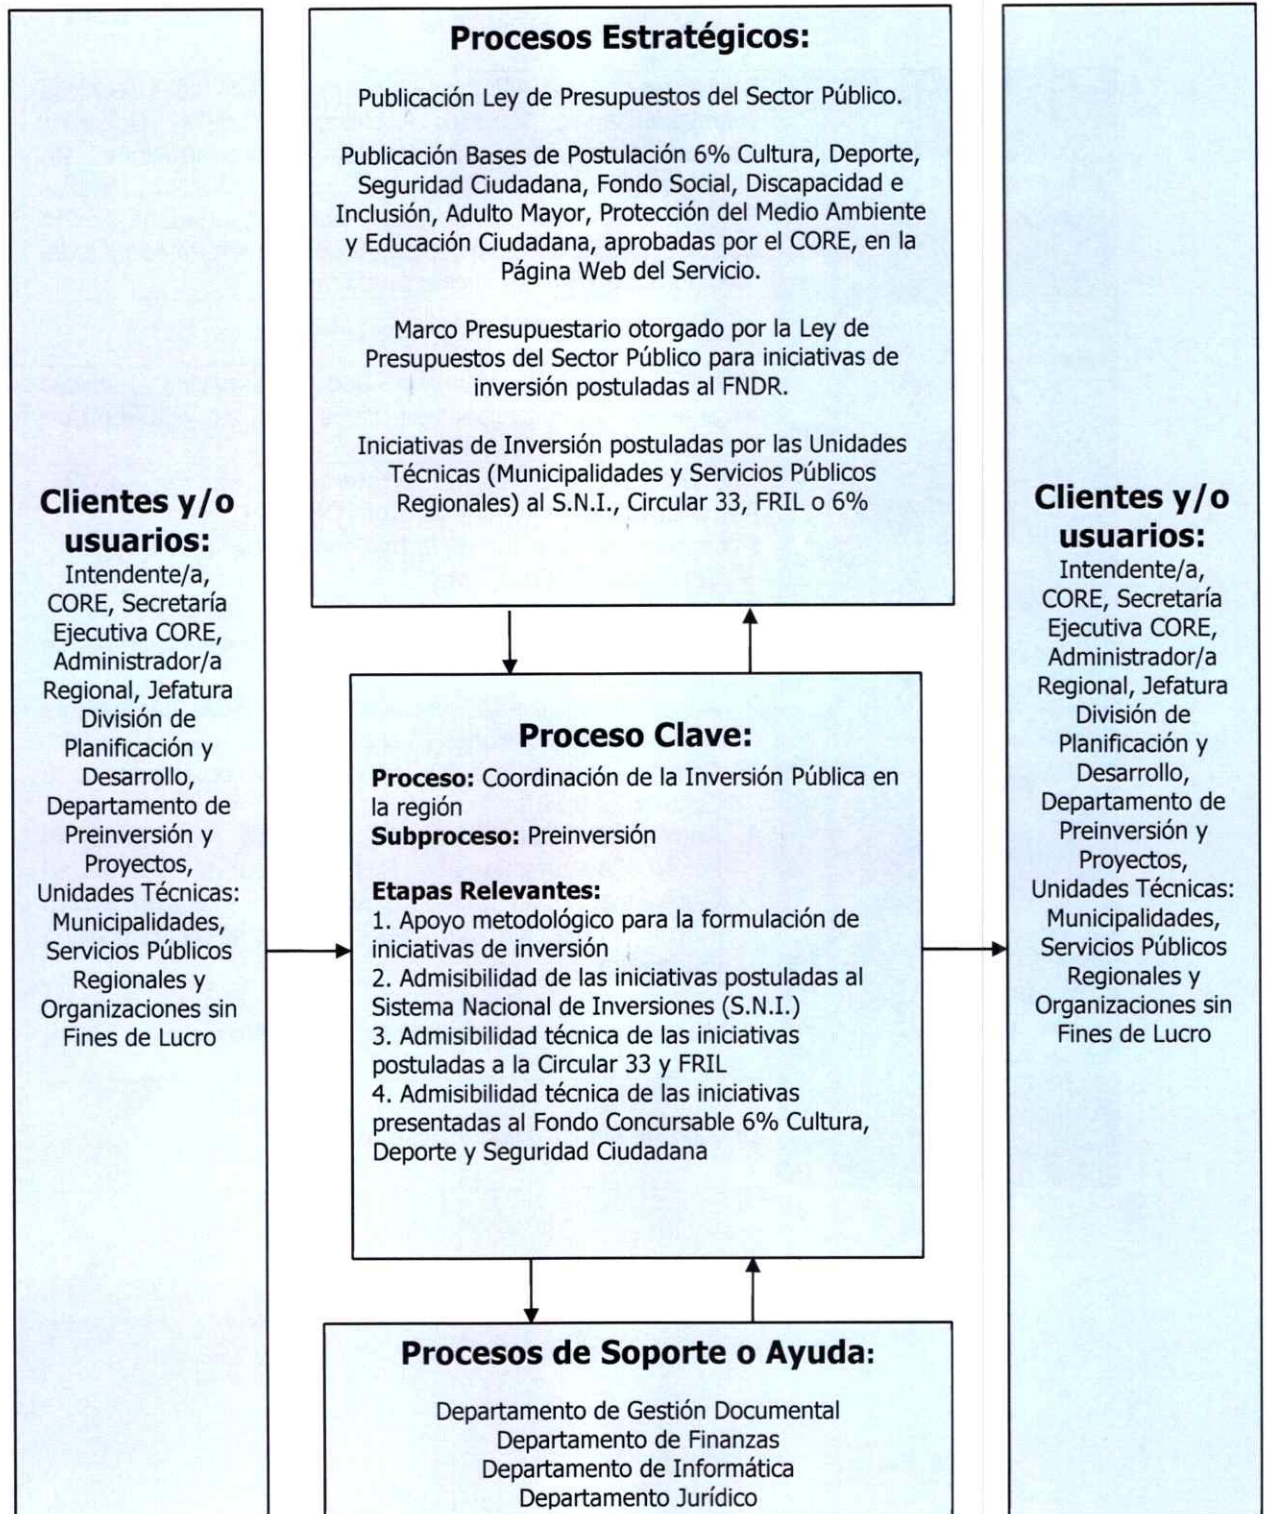 Procesos Estratégicos:
Publicación Ley de Presupuestos del Sector Público.
Publicación Bases de Postulación 6% Cultura, Deporte,
Seguridad Ciudadana, Fondo Social, Discapacidad e
Inclusión, Adulto Mayor, Protección del Medio Ambiente
y Educación Ciudadana, aprobadas por el CORE, en la
Página Web del Servicio.
Marco Presupuestario otorgado por la Ley de
Presupuestos del Sector Público para iniciativas de
inversión postuladas al FNDR.
Iniciativas de Inversión postuladas por las Unidades
Técnicas (Municipalidades y Servicios Públicos
Regionales) al S.N.I., Circular 33, FRIL o 6%
Clientes y/o
usuarios:
Intendente/a,
CORE, Secretaría
Ejecutiva CORE,
Administrador/a
Regional, Jefatura
División de
Planificación y
Desarrollo,
Departamento de
Preinversión y
Proyectos,
Unidades Técnicas:
Municipalidades,
Servicios Públicos
Regionales y
Organizaciones sin
Fines de Lucro
Proceso Clave:
Proceso: Coordinación de la Inversión Pública en
la región
Subproceso: Preinversión
Etapas Relevantes:
1. Apoyo metodológico para la formulación de
iniciativas de inversión
2. Admisibilidad de las iniciativas postuladas al
Sistema Nacional de Inversiones (S.N.I.)
3. Admisibilidad técnica de las iniciativas
postuladas a la Circular 33 y FRIL
4. Admisibilidad técnica de las iniciativas
presentadas al Fondo Concursable 6% Cultura,
Deporte y Seguridad Ciudadana
Clientes y/o
usuarios:
Intendente/a,
CORE, Secretaría
Ejecutiva CORE,
Administrador/a
Regional, Jefatura
División de
Planificación y
Desarrollo,
Departamento de
Preinversión y
Proyectos,
Unidades Técnicas:
Municipalidades,
Servicios Públicos
Regionales y
Organizaciones sin
Fines de Lucro
Procesos de Soporte o Ayuda:
Departamento de Gestión Documental
Departamento de Finanzas
Departamento de Informática
Departamento Jurídico